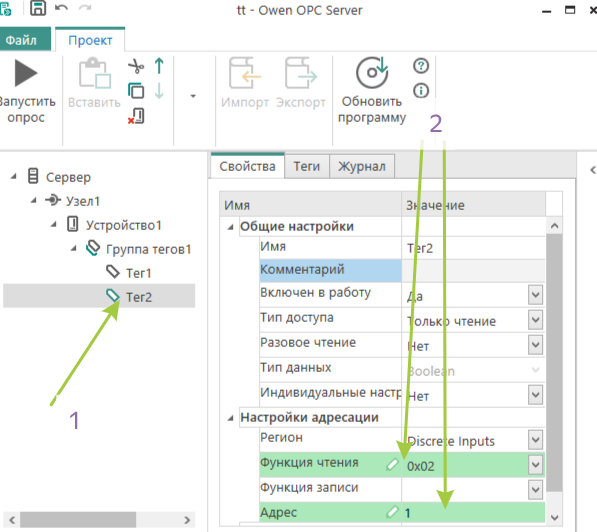 tt - Owen OPC Server
Файл
Проект
Запустить опрос
Вставить
Импорт
Экспорт
Обновить программу
2
Сервер
Узел1
Устройство1
Группа тегов1
Тег1
Тег2
1
Свойства
Теги
Журнал
Имя
Значение
Общие настройки
Имя
Тег2
Комментарий
Включен в работу
Да
Тип доступа
Только чтение
Разовое чтение
Нет
Тип данных
Boolean
Индивидуальные настр
Нет
Настройки адресации
Регион
Discrete Inputs
Функция чтения
0x02
Функция записи
Адрес
1